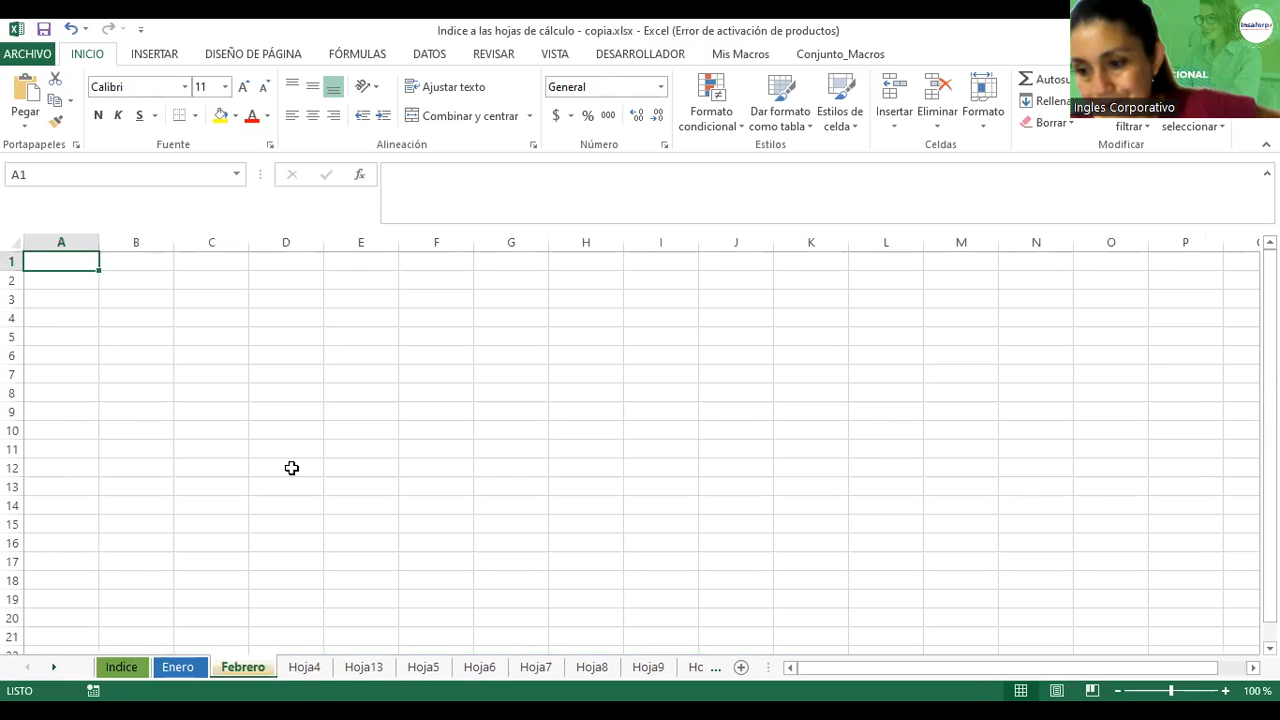 Indice a las hojas de cálculo - copia.xlsx - Excel (Error de activación de productos)
Insaforp
ARCHIVO INICIO INSERTAR DISEÑO DE PÁGINA FÓRMULAS DATOS REVISAR VISTA DESARROLLADOR Mis Macros Conjunto_Macros
CIONAL
Pegar
Calibri 11
Ajustar texto
General
Formato condicional
Dar formato como tabla
Estilos de celda
Insertar
Eliminar
Formato
Autosu
Rellena
Borrar
Ingles Corporativo
N K S
Combinar y centrar
$ % 000
filtrar seleccionar
Portapapeles Fuente Alineación Número Estilos Celdas Modificar
A1 fx
A B C D E F G H I J K L M N O P
1
2
3
4
5
6
7
8
9
10
11
12
13
14
15
16
17
18
19
20
21
Indice Enero Febrero Hoja4 Hoja13 Hoja5 Hoja6 Hoja7 Hoja8 Hoja9 Ho ...
LISTO 100 %